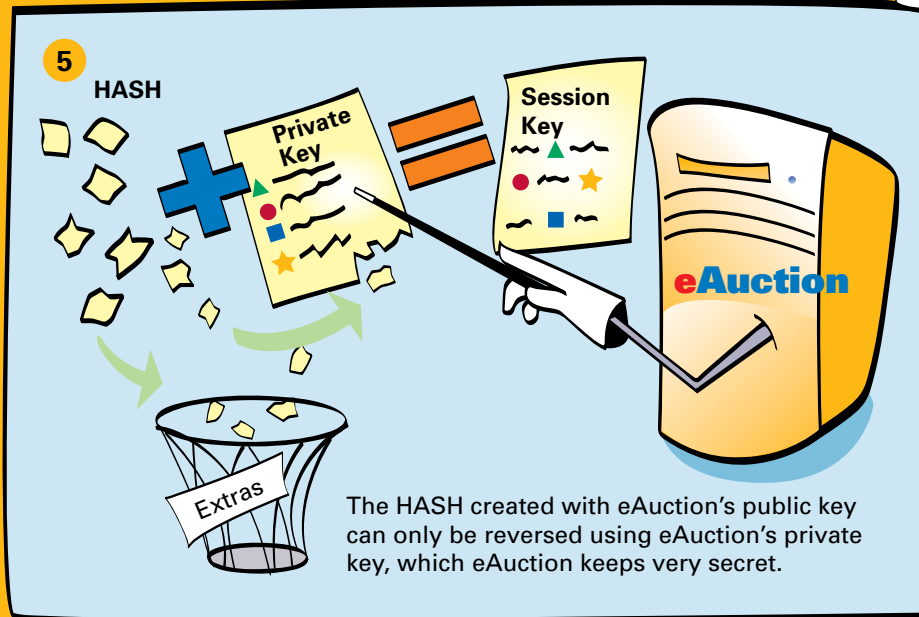 5
HASH
Private
Key
Session
Key
eAuction
Extras
The HASH created with eAuction's public key
can only be reversed using eAuction's private
key, which eAuction keeps very secret.